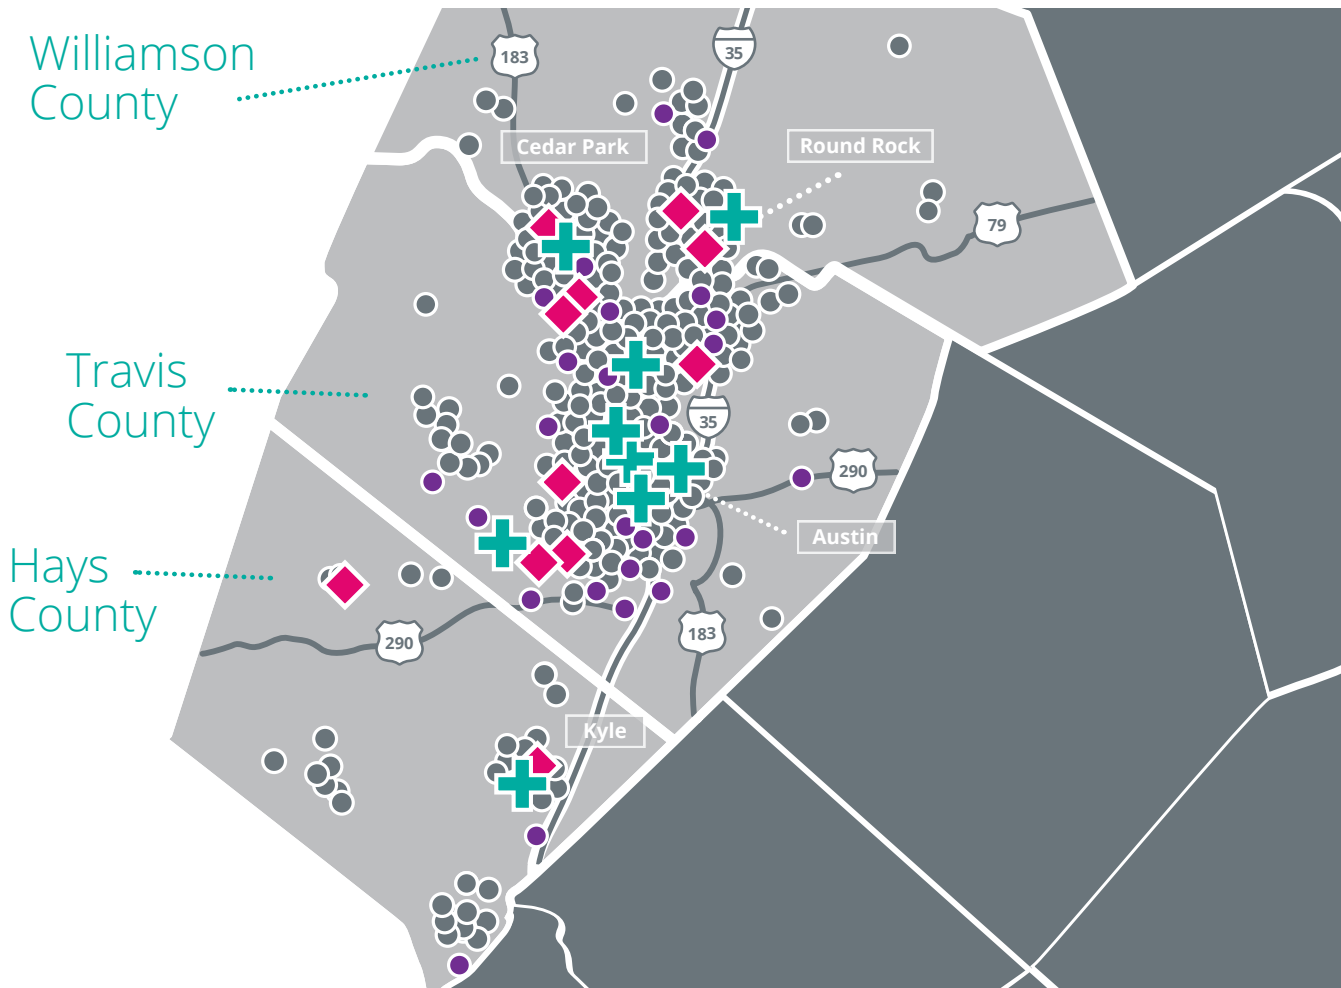 Williamson
County
183
35
Cedar Park
Round Rock
79
Travis
County
35
290
Austin
Hays
County
290
183
Kyle